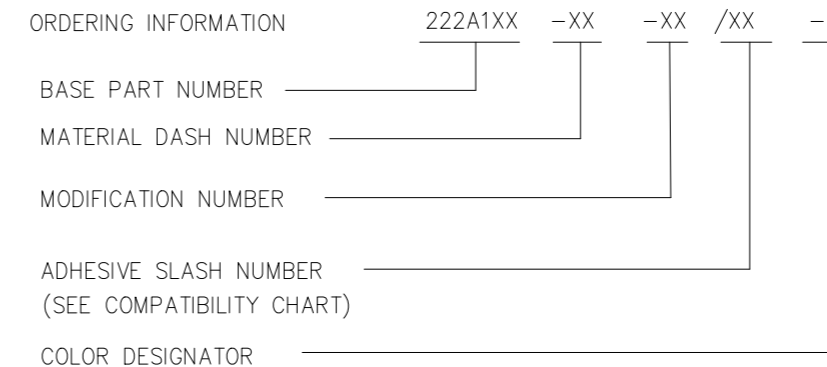 ORDERING INFORMATION 222A1XX -XX -XX /XX -
BASE PART NUMBER
MATERIAL DASH NUMBER
MODIFICATION NUMBER
ADHESIVE SLASH NUMBER
(SEE COMPATIBILITY CHART)
COLOR DESIGNATOR